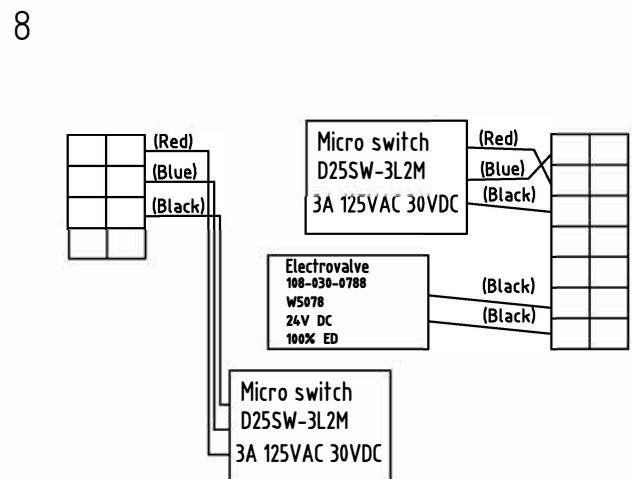 8
(Red)
(Blue)
(Black)
Micro switch
D25SW-3L2M
3A 125VAC 30VDC
(Red)
(Blue)
(Black)
Electrovalve
108-030-0788
W5078
24V DC
100% ED
(Black)
(Black)
Micro switch
D25SW-3L2M
3A 125VAC 30VDC